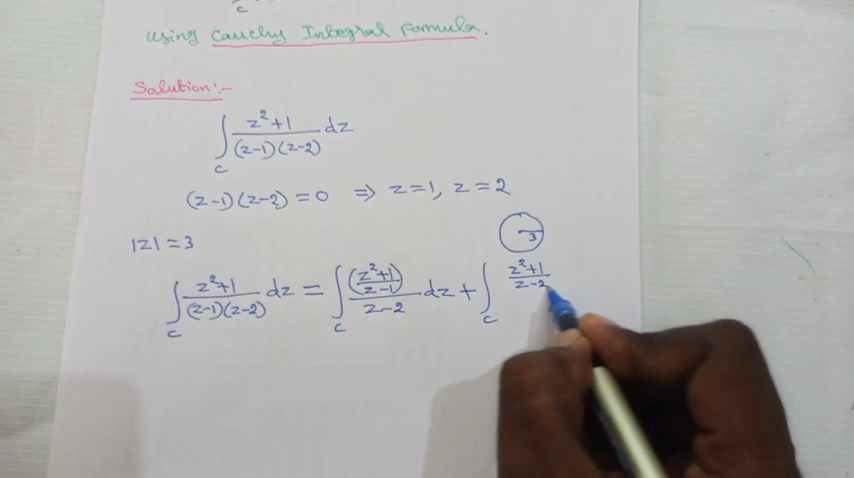 c
using Cauchy Integral Formula.
Solution:-
∫_c (z²+1)/((z-1)(z-2)) dz
(z-1)(z-2) = 0 ⇒ z=1, z=2
|z| = 3
3
∫_c (z²+1)/((z-1)(z-2)) dz = ∫_c ((z²+1)/(z-1))/(z-2) dz + ∫_c (z²+1)/(z-2)